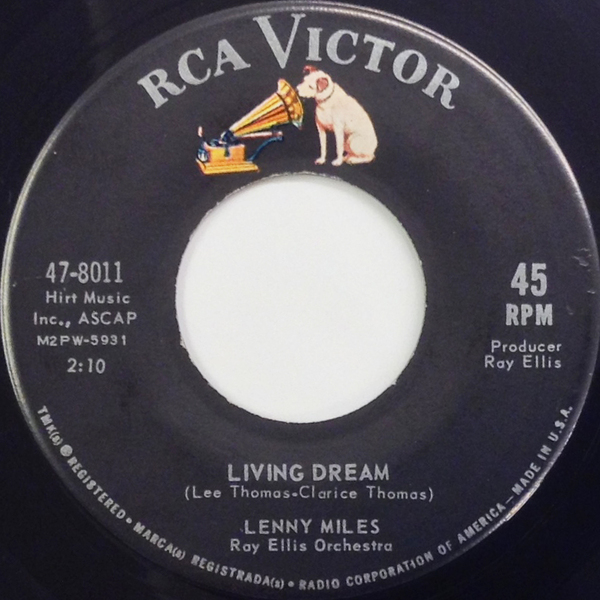 RCA VICTOR
47-8011
Hirt Music
Inc., ASCAP
M2PW-5931
2:10
45
RPM
Producer
Ray Ellis
LIVING DREAM
(Lee Thomas-Clarice Thomas)
LENNY MILES
Ray Ellis Orchestra
TMK(s) ® REGISTERED • MARCA(s) REGISTRADA(s) • RADIO CORPORATION OF AMERICA—MADE IN U.S.A.